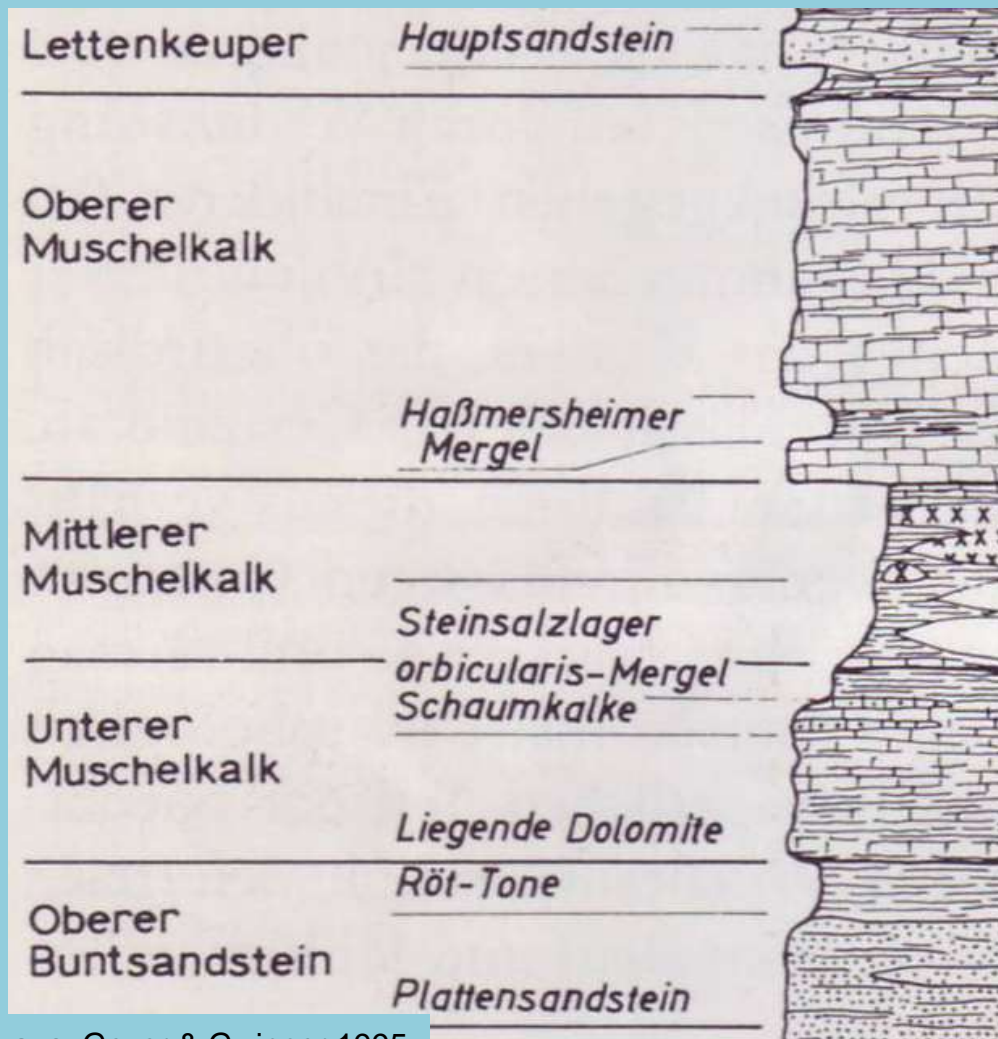 Lettenkeuper
Hauptsandstein
Oberer
Muschelkalk
Haßmersheimer
Mergel
Mittlerer
Muschelkalk
Steinsalzlager
orbicularis-Mergel
Schaumkalke
Unterer
Muschelkalk
Liegende Dolomite
Röt-Tone
Oberer
Buntsandstein
Plattensandstein
1995